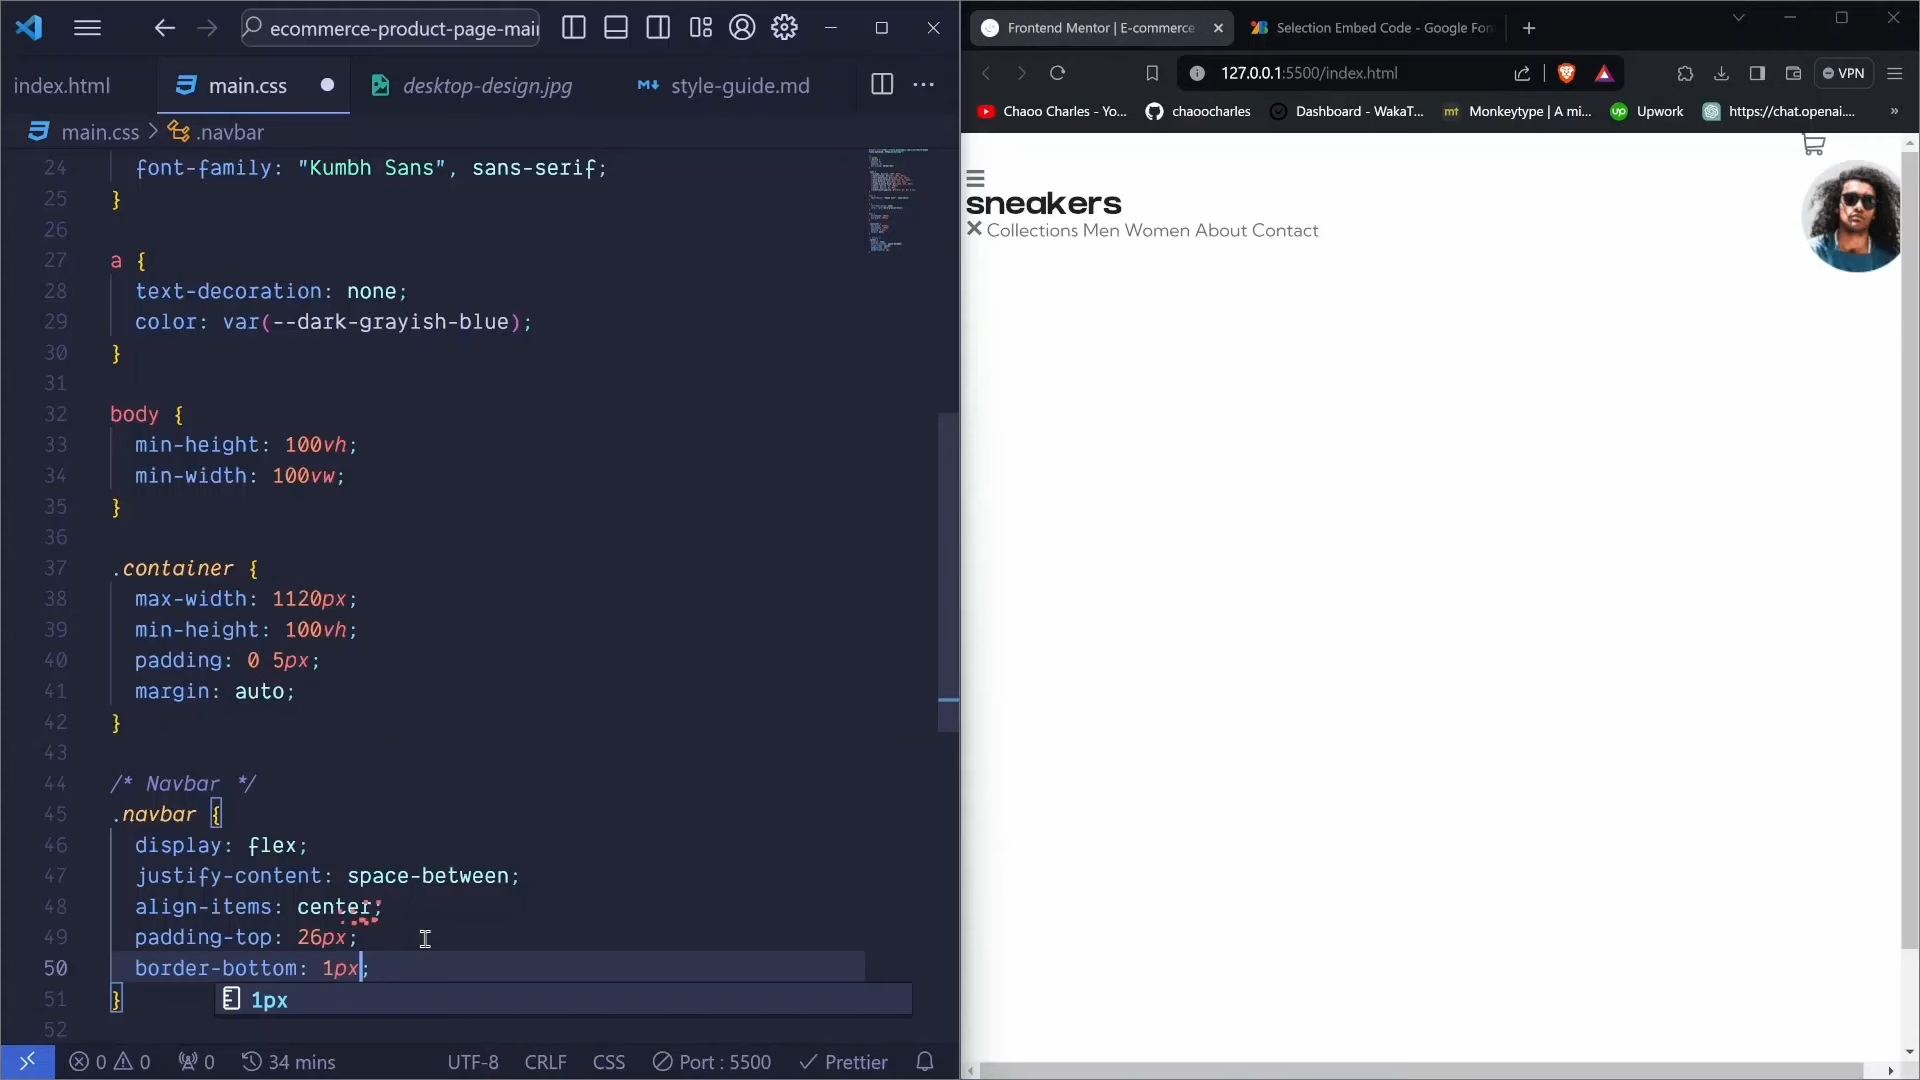 ecommerce-product-page-mai
index.html
main.css
desktop-design.jpg
style-guide.md
main.css > .navbar
24 font-family: "Kumbh Sans", sans-serif;
25 }
26
27 a {
28 text-decoration: none;
29 color: var(--dark-grayish-blue);
30 }
31
32 body {
33 min-height: 100vh;
34 min-width: 100vw;
35 }
36
37 .container {
38 max-width: 1120px;
39 min-height: 100vh;
40 padding: 0 5px;
41 margin: auto;
42 }
43
44 /* Navbar */
45 .navbar {
46 display: flex;
47 justify-content: space-between;
48 align-items: center;
49 padding-top: 26px;
50 border-bottom: 1px;
51 }
1px
52
0 0 0 34 mins UTF-8 CRLF CSS Port : 5500 Prettier
Frontend Mentor | E-commerce
Selection Embed Code - Google Fon
127.0.0.1:5500/index.html
VPN
Chaoo Charles - Yo...
chaoocharles
Dashboard - WakaT...
mt Monkeytype | A mi...
up Upwork
https://chat.openai....
»
sneakers
Collections Men Women About Contact